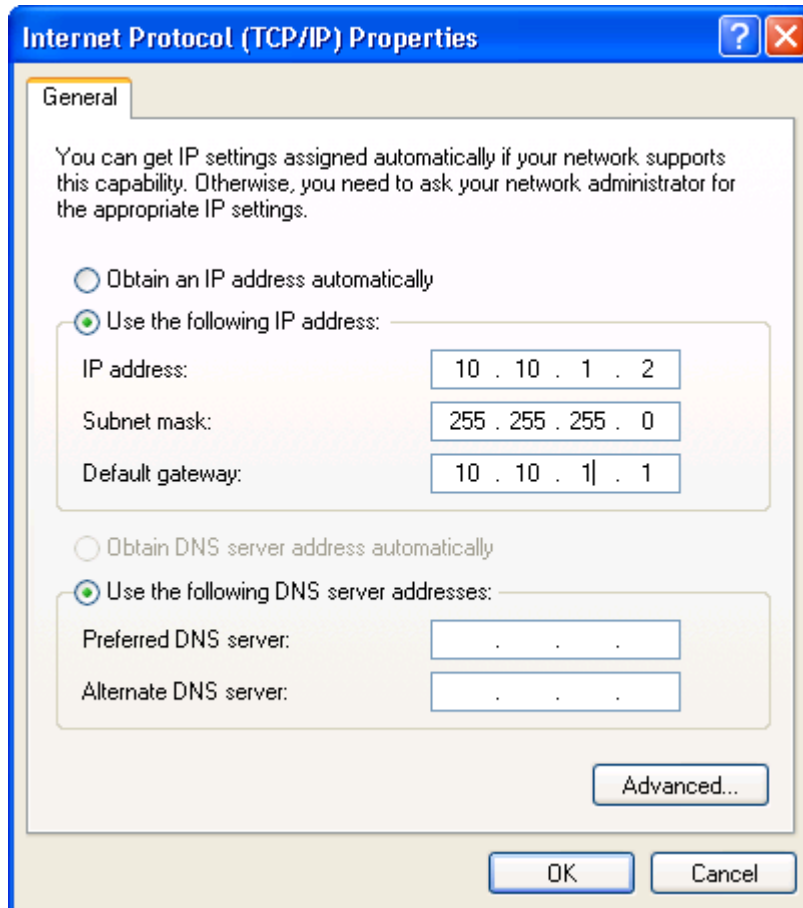 Internet Protocol (TCP/IP) Properties
General
You can get IP settings assigned automatically if your network supports
this capability. Otherwise, you need to ask your network administrator for
the appropriate IP settings.
Obtain an IP address automatically
Use the following IP address:
IP address: 10 . 10 . 1 . 2
Subnet mask: 255 . 255 . 255 . 0
Default gateway: 10 . 10 . 1 . 1
Obtain DNS server address automatically
Use the following DNS server addresses:
Preferred DNS server: . . .
Alternate DNS server: . . .
Advanced...
OK Cancel